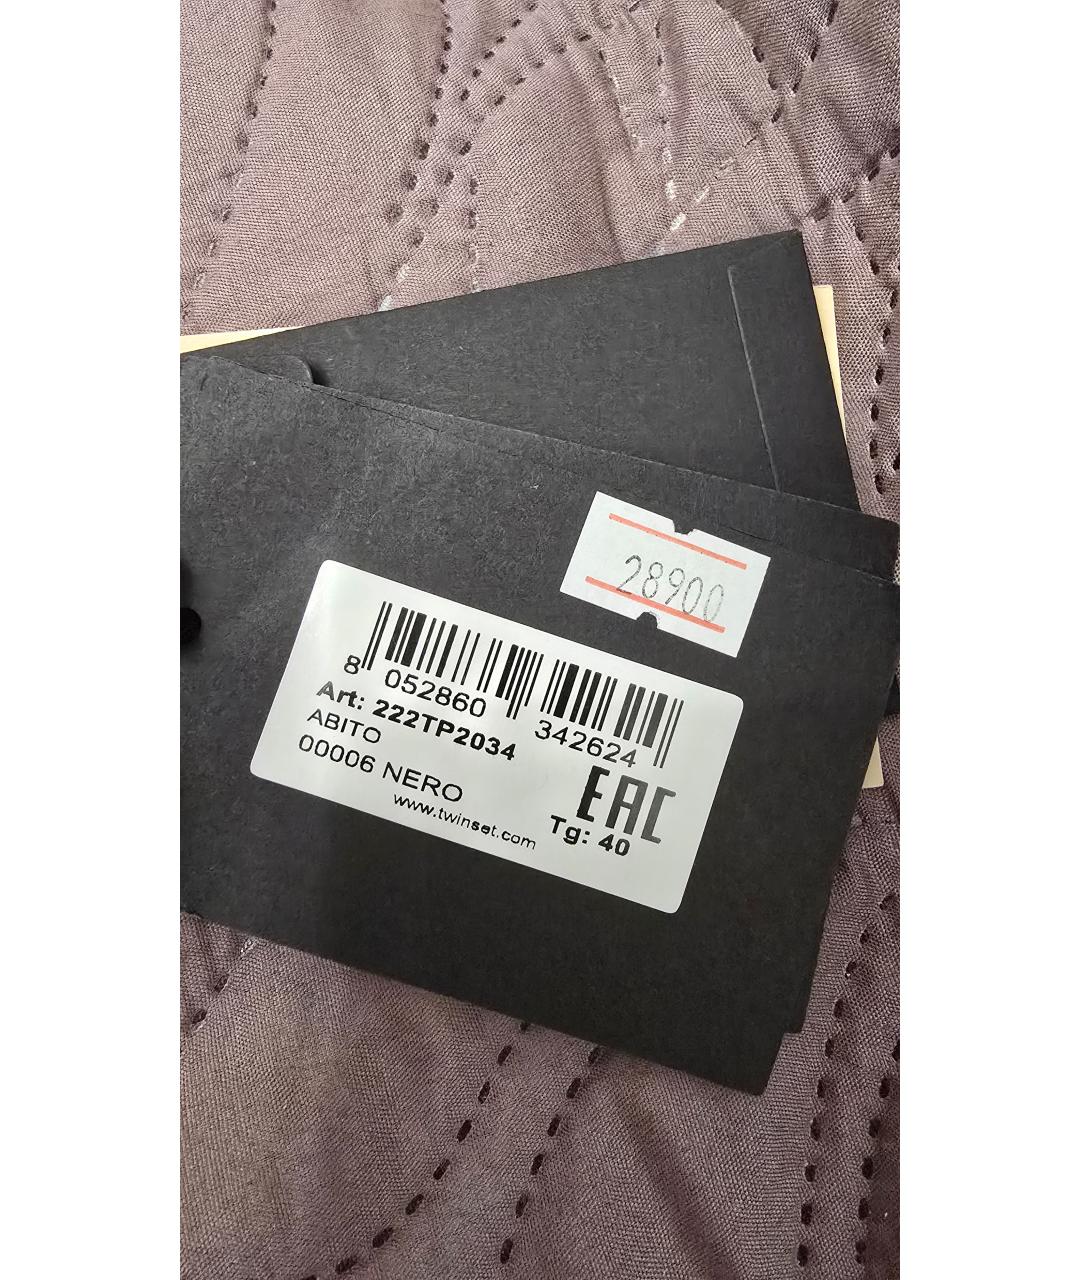 28900
8 052860 342624
Art: 222TP2034
ABITO
00006 NERO
www.twinset.com
EAC
Tg: 40